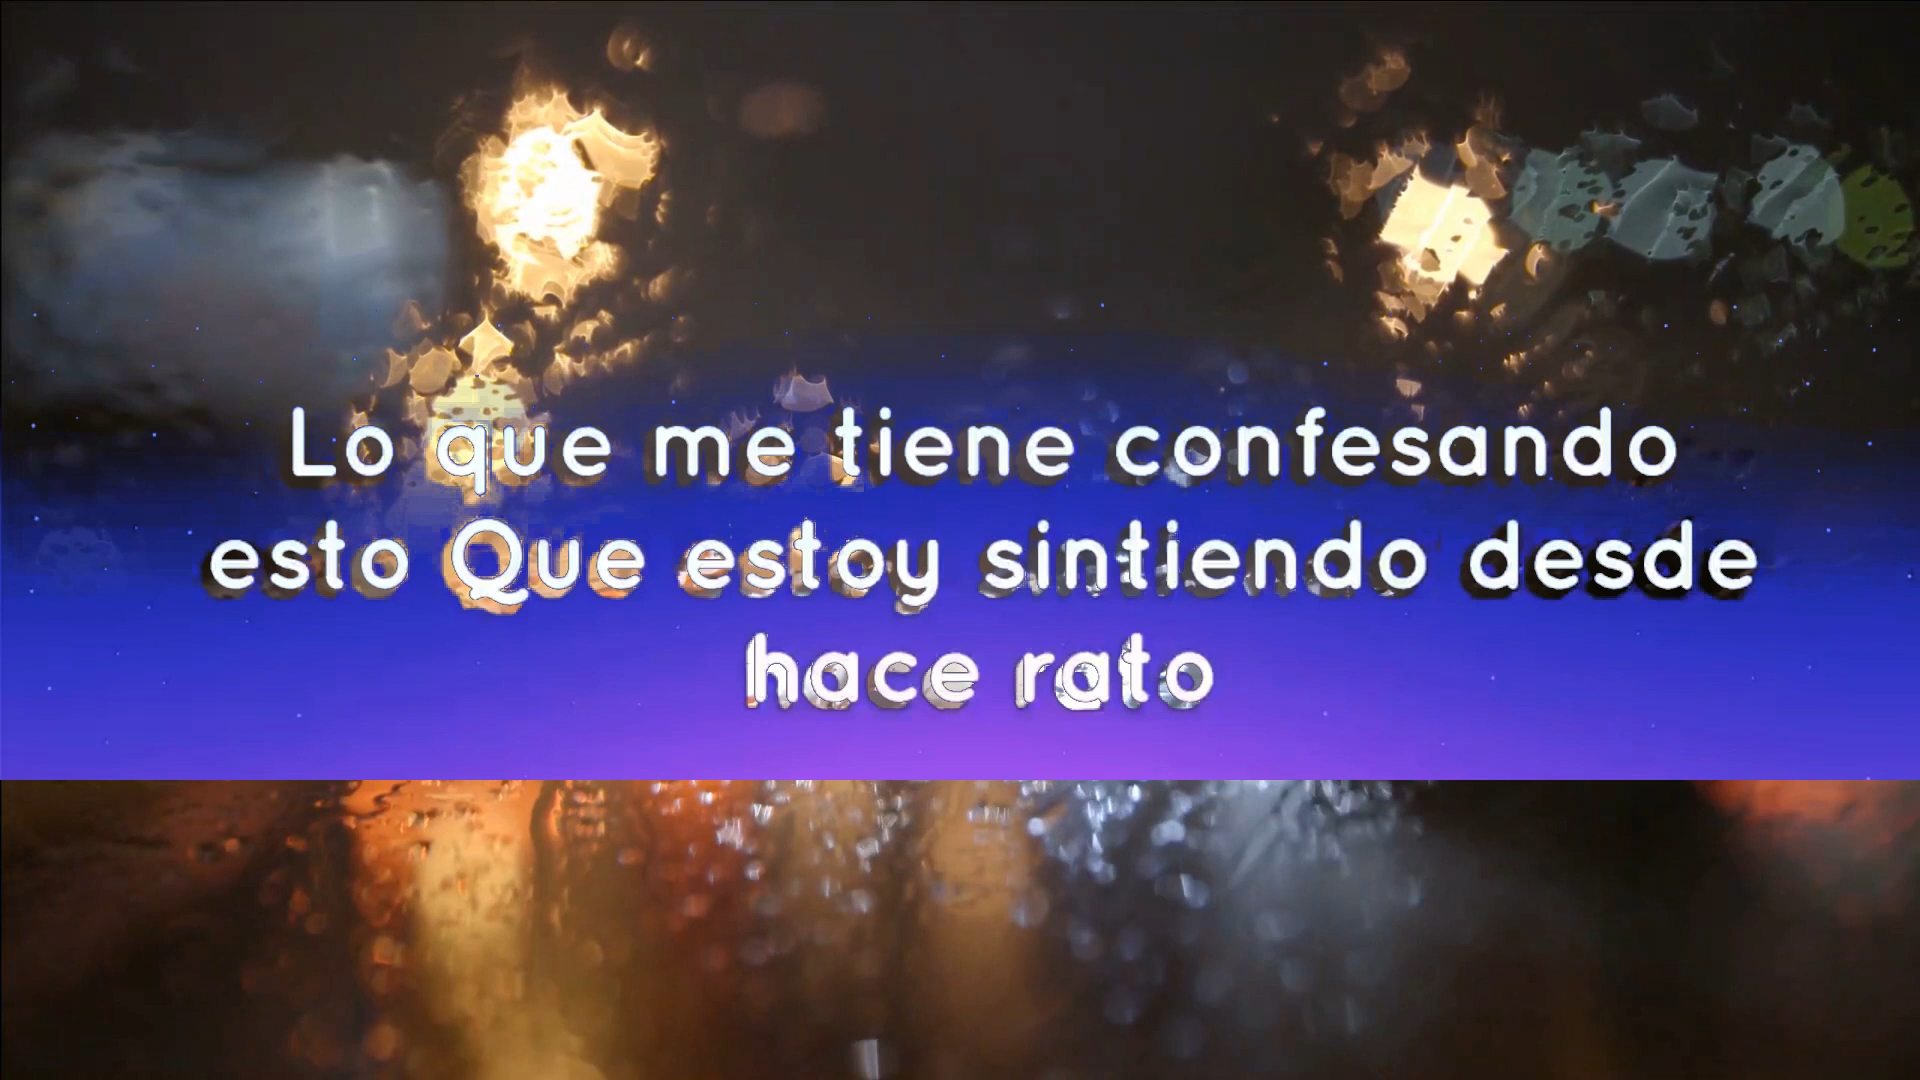 Lo que me tiene confesando
esto Que estoy sintiendo desde
hace rato